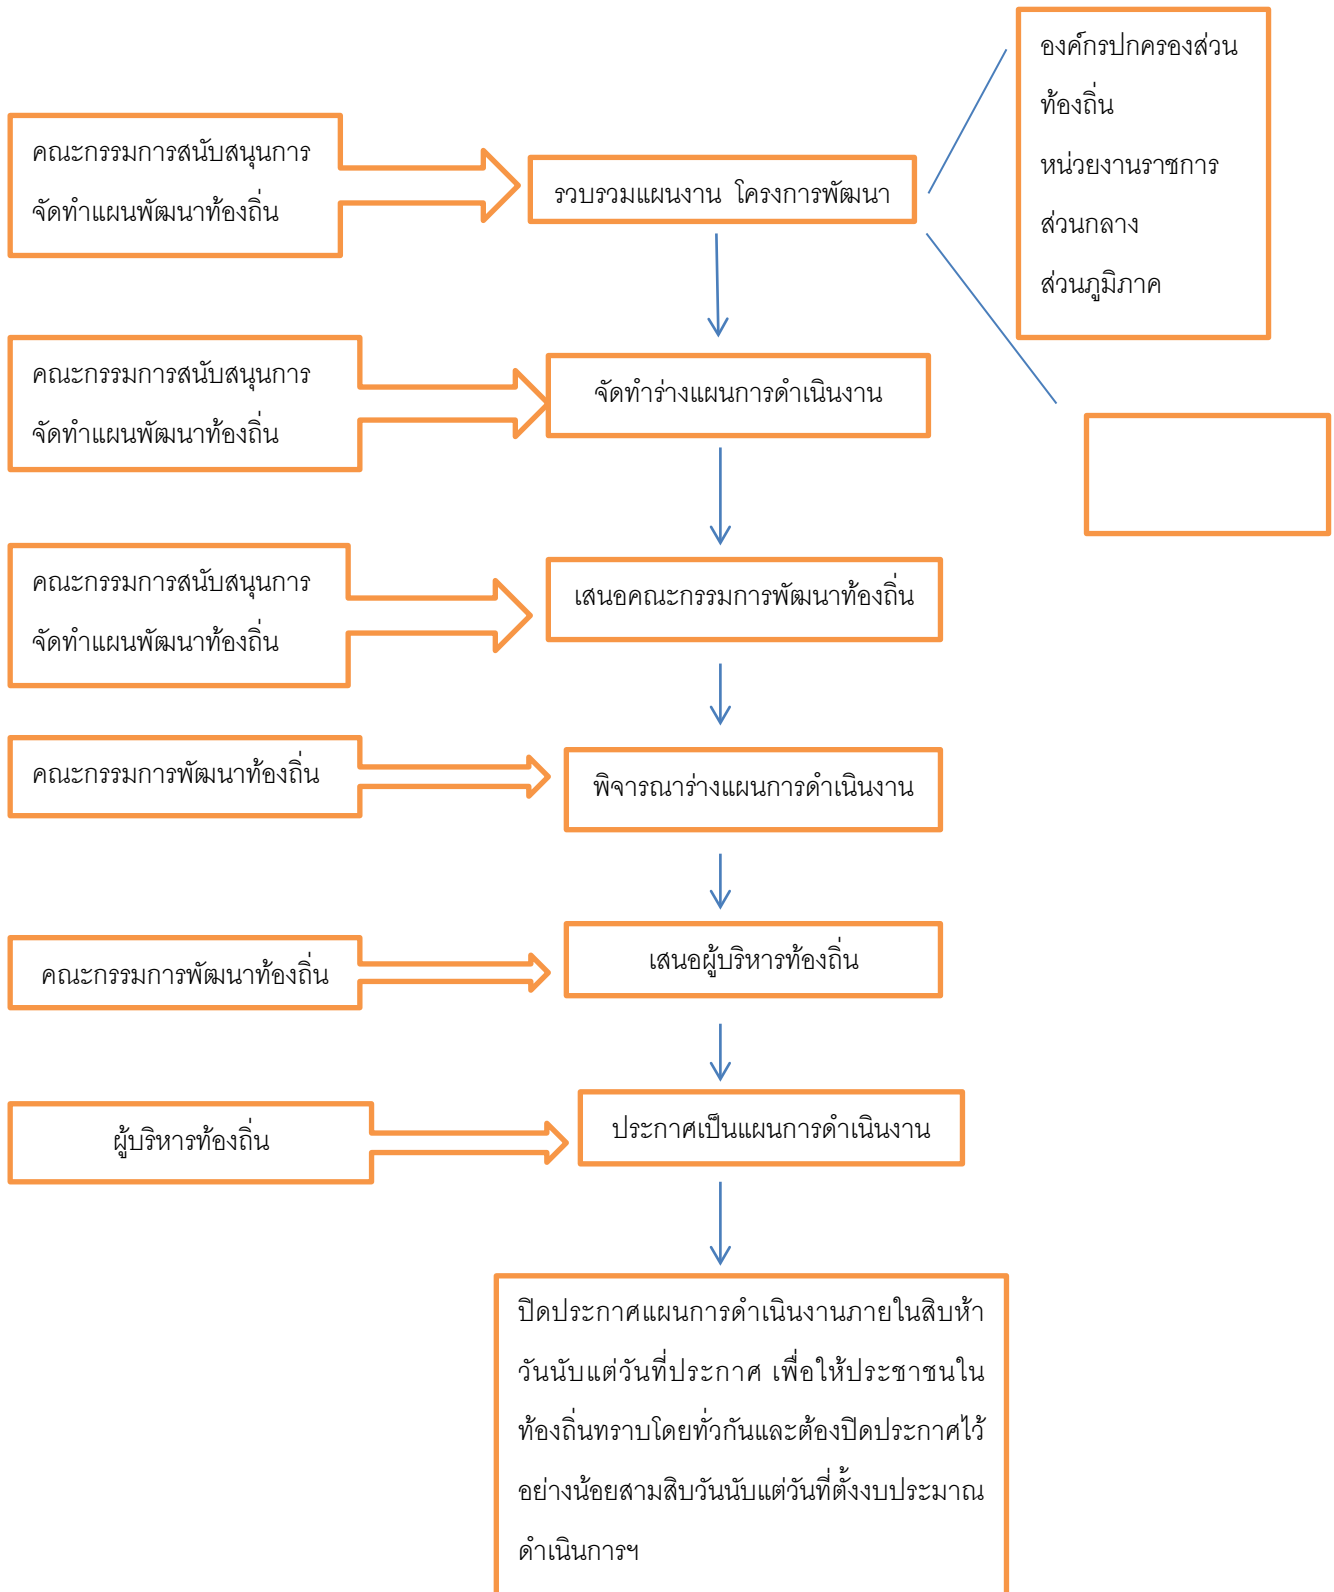 องค์กรปกครองส่วน
ท้องถิ่น
หน่วยงานราชการ
ส่วนกลาง
ส่วนภูมิภาค
คณะกรรมการสนับสนุนการ
จัดทำแผนพัฒนาท้องถิ่น
รวบรวมแผนงาน โครงการพัฒนา
คณะกรรมการสนับสนุนการ
จัดทำแผนพัฒนาท้องถิ่น
จัดทำร่างแผนการดำเนินงาน
คณะกรรมการสนับสนุนการ
จัดทำแผนพัฒนาท้องถิ่น
เสนอคณะกรรมการพัฒนาท้องถิ่น
คณะกรรมการพัฒนาท้องถิ่น
พิจารณาร่างแผนการดำเนินงาน
คณะกรรมการพัฒนาท้องถิ่น
เสนอผู้บริหารท้องถิ่น
ผู้บริหารท้องถิ่น
ประกาศเป็นแผนการดำเนินงาน
ปิดประกาศแผนการดำเนินงานภายในสิบห้า
วันนับแต่วันที่ประกาศ เพื่อให้ประชาชนใน
ท้องถิ่นทราบโดยทั่วกันและต้องปิดประกาศไว้
อย่างน้อยสามสิบวันนับแต่วันที่ตั้งงบประมาณ
ดำเนินการฯ